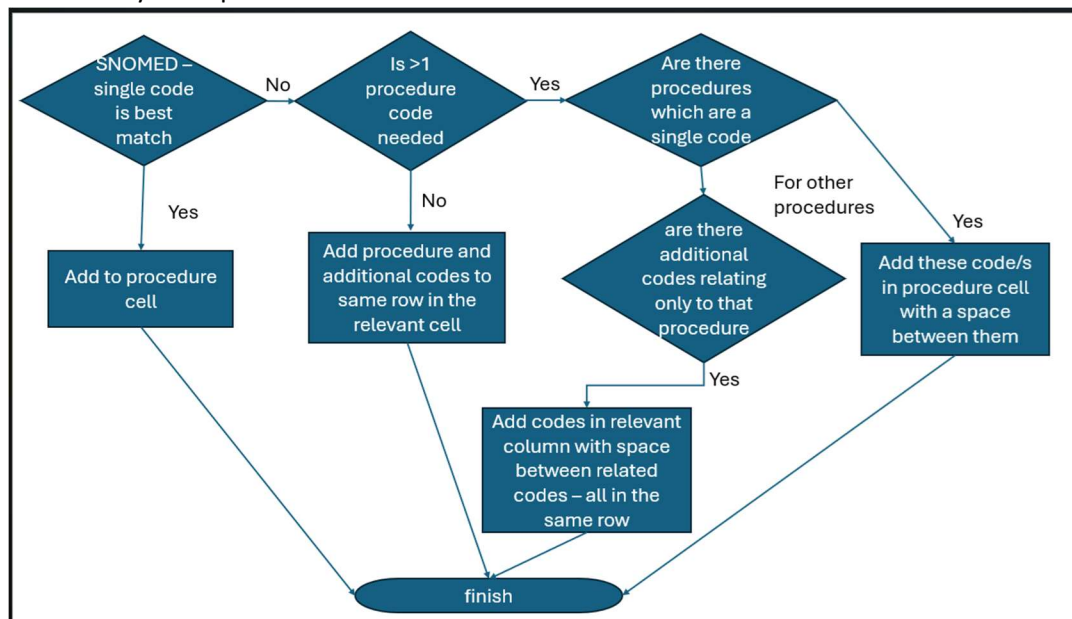 SNOMED –
single code
is best
match
No
Is >1
procedure
code
needed
Yes
Are there
procedures
which are a
single code
Yes
No
For other
procedures
Yes
Add to procedure
cell
Add procedure and
additional codes to
same row in the
relevant cell
are there
additional
codes relating
only to that
procedure
Add these code/s
in procedure cell
with a space
between them
Yes
Add codes in relevant
column with space
between related
codes – all in the
same row
finish